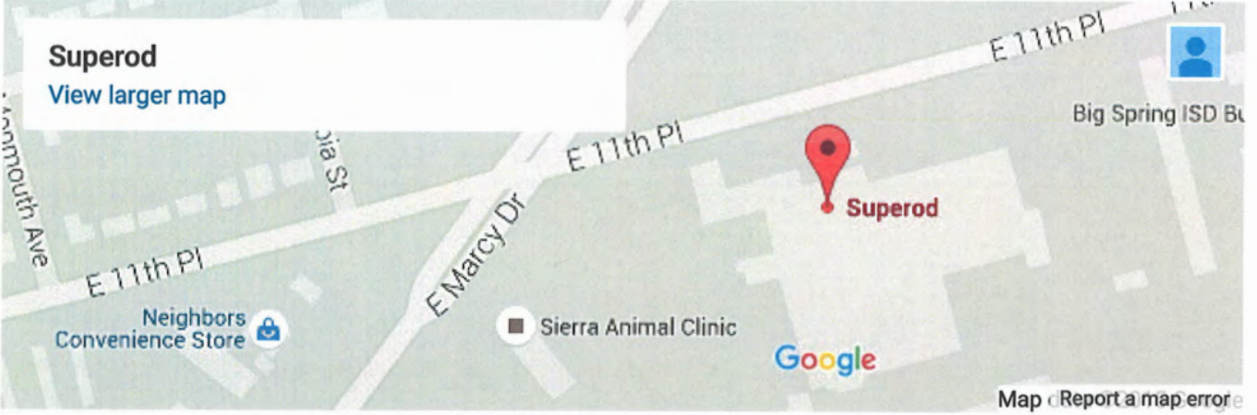 Superod
View larger map
E 11th Pl
Big Spring ISD
E 11th Pl
Ave
E Marcy Dr
Superod
E 11th Pl
Neighbors
Convenience Store
Sierra Animal Clinic
Google
Map
Report a map error